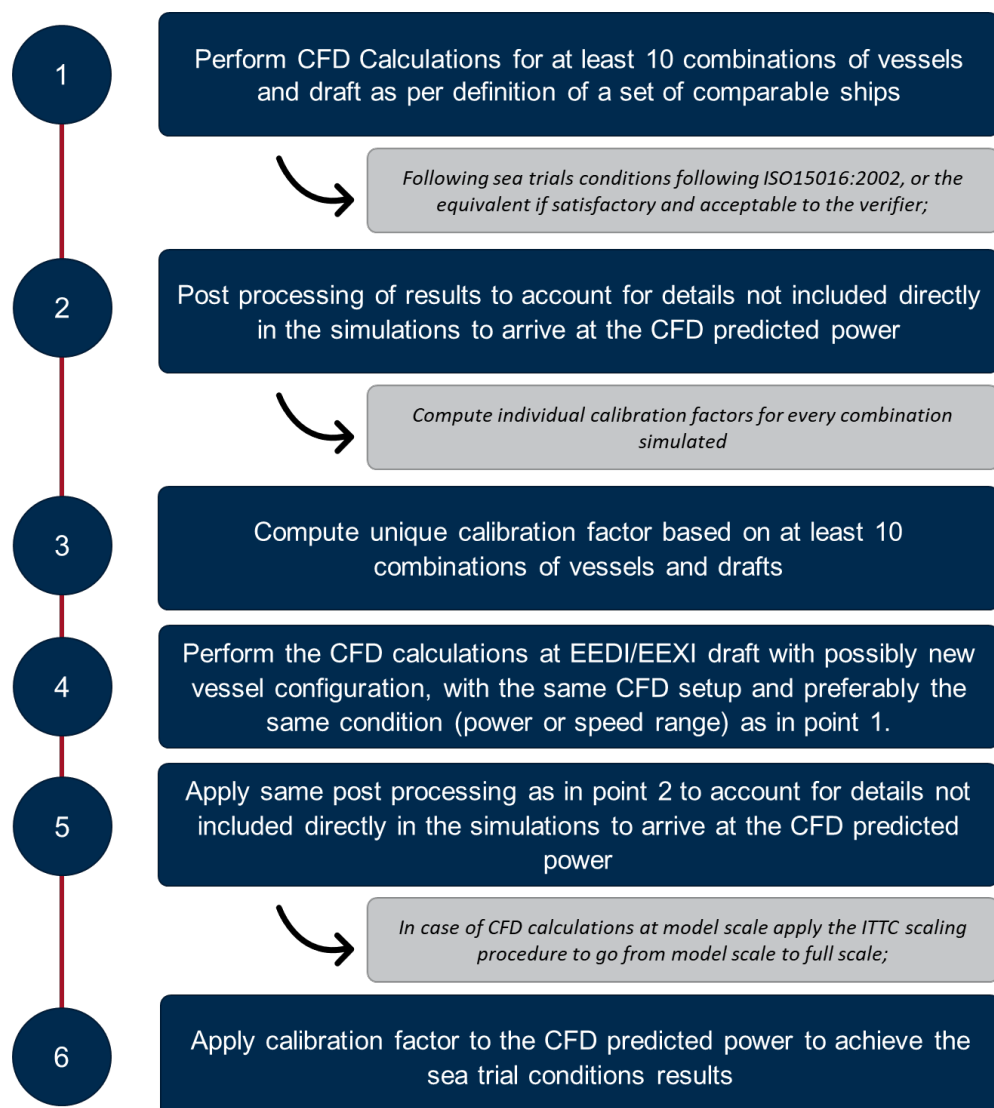 1
Perform CFD Calculations for at least 10 combinations of vessels
and draft as per definition of a set of comparable ships
Following sea trials conditions following ISO15016:2002, or the
equivalent if satisfactory and acceptable to the verifier;
2
Post processing of results to account for details not included directly
in the simulations to arrive at the CFD predicted power
Compute individual calibration factors for every combination
simulated
3
Compute unique calibration factor based on at least 10
combinations of vessels and drafts
4
Perform the CFD calculations at EEDI/EEXI draft with possibly new
vessel configuration, with the same CFD setup and preferably the
same condition (power or speed range) as in point 1.
5
Apply same post processing as in point 2 to account for details not
included directly in the simulations to arrive at the CFD predicted
power
In case of CFD calculations at model scale apply the ITTC scaling
procedure to go from model scale to full scale;
6
Apply calibration factor to the CFD predicted power to achieve the
sea trial conditions results